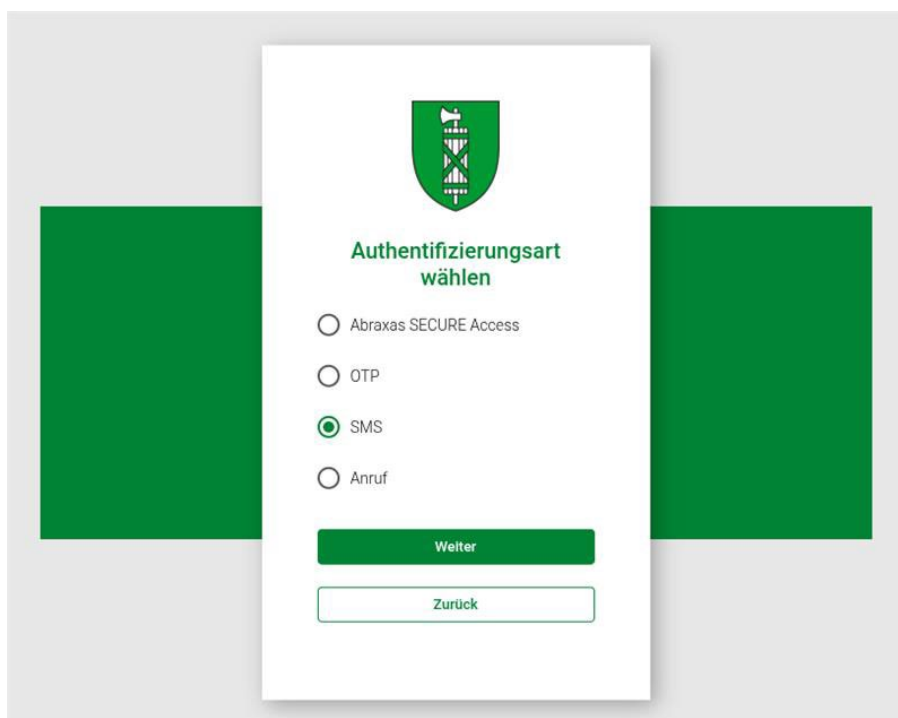 Authentifizierungsart
wählen
Abraxas SECURE Access
OTP
SMS
Anruf
Weiter
Zurück